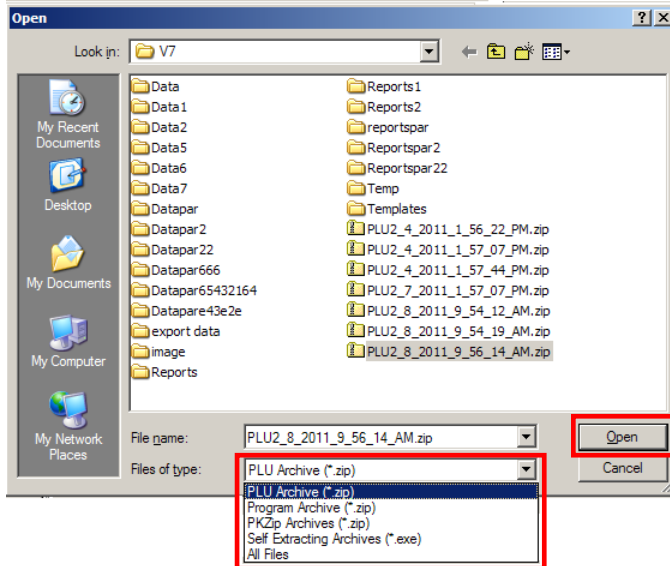 Open
Look in:
V7
My Recent
Documents
Desktop
My Documents
My Computer
My Network
Places
Data
Data1
Data2
Data5
Data6
Data7
Datapar
Datapar2
Datapar22
Datapar666
Datapar65432164
Datapare43e2e
export data
image
Reports
Reports1
Reports2
reportspar
Reportspar2
Reportspar22
Temp
Templates
PLU2_4_2011_1_56_22_PM.zip
PLU2_4_2011_1_57_07_PM.zip
PLU2_4_2011_1_57_44_PM.zip
PLU2_7_2011_1_57_07_PM.zip
PLU2_8_2011_9_54_12_AM.zip
PLU2_8_2011_9_54_19_AM.zip
PLU2_8_2011_9_56_14_AM.zip
File name:
PLU2_8_2011_9_56_14_AM.zip
Open
Files of type:
PLU Archive (*.zip)
Cancel
PLU Archive (*.zip)
Program Archive (*.zip)
PKZip Archives (*.zip)
Self Extracting Archives (*.exe)
All Files